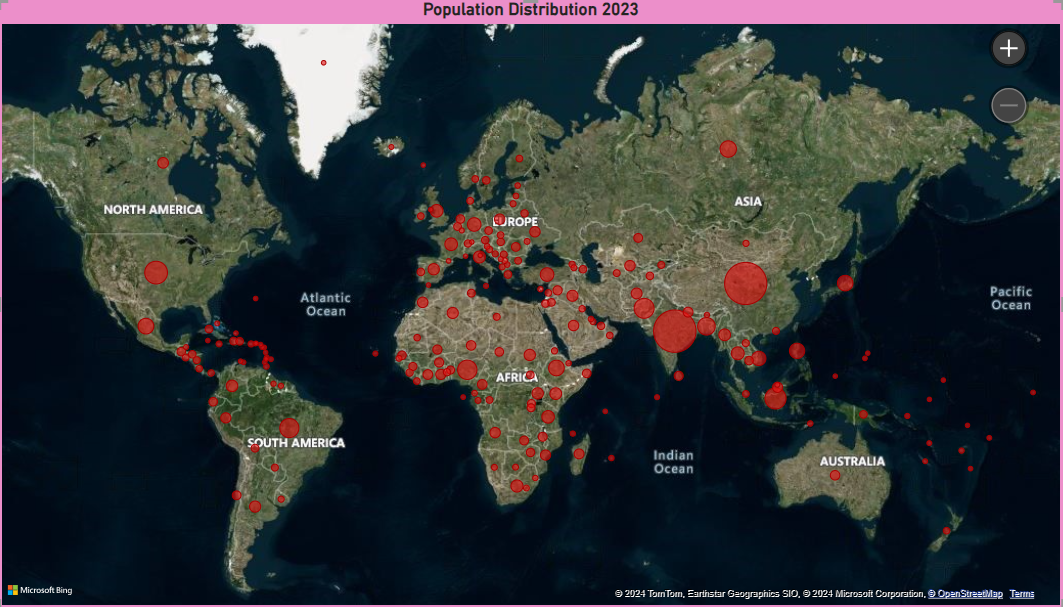 Population Distribution 2023
NORTH AMERICA
ASIA
EUROPE
Atlantic
Ocean
Pacific
Ocean
AFRICA
SOUTH AMERICA
Indian
Ocean
AUSTRALIA
Microsoft Bing
© 2024 TomTom, Earthstar Geographics SIO, © 2024 Microsoft Corporation, © OpenStreetMap Terms